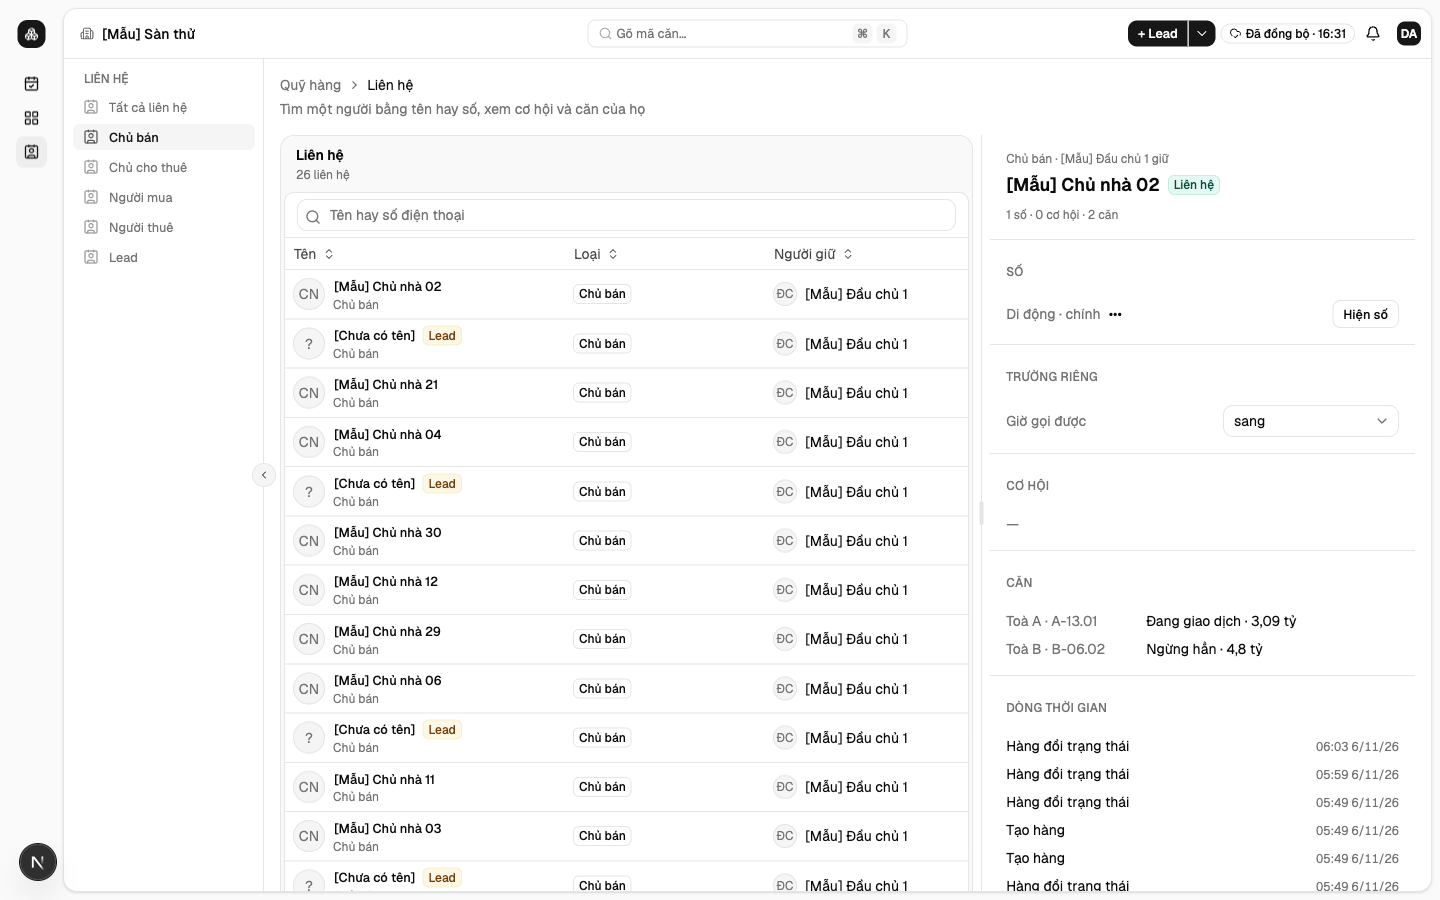 [Mẫu] Sàn thử
Gõ mã căn...
⌘ K
+ Lead
Đã đồng bộ · 16:31
DA
LIÊN HỆ
Tất cả liên hệ
Chủ bán
Chủ cho thuê
Người mua
Người thuê
Lead
Quỹ hàng > Liên hệ
Tìm một người bằng tên hay số, xem cơ hội và căn của họ
Liên hệ
26 liên hệ
Tên hay số điện thoại
Tên Loại Người giữ
CN [Mẫu] Chủ nhà 02 Chủ bán ĐC [Mẫu] Đầu chủ 1
Chủ bán
? [Chưa có tên] Lead Chủ bán ĐC [Mẫu] Đầu chủ 1
Chủ bán
CN [Mẫu] Chủ nhà 21 Chủ bán ĐC [Mẫu] Đầu chủ 1
Chủ bán
CN [Mẫu] Chủ nhà 04 Chủ bán ĐC [Mẫu] Đầu chủ 1
Chủ bán
? [Chưa có tên] Lead Chủ bán ĐC [Mẫu] Đầu chủ 1
Chủ bán
CN [Mẫu] Chủ nhà 30 Chủ bán ĐC [Mẫu] Đầu chủ 1
Chủ bán
CN [Mẫu] Chủ nhà 12 Chủ bán ĐC [Mẫu] Đầu chủ 1
Chủ bán
CN [Mẫu] Chủ nhà 29 Chủ bán ĐC [Mẫu] Đầu chủ 1
Chủ bán
CN [Mẫu] Chủ nhà 06 Chủ bán ĐC [Mẫu] Đầu chủ 1
Chủ bán
? [Chưa có tên] Lead Chủ bán ĐC [Mẫu] Đầu chủ 1
Chủ bán
CN [Mẫu] Chủ nhà 11 Chủ bán ĐC [Mẫu] Đầu chủ 1
Chủ bán
CN [Mẫu] Chủ nhà 03 Chủ bán ĐC [Mẫu] Đầu chủ 1
Chủ bán
? [Chưa có tên] Lead Chủ bán ĐC [Mẫu] Đầu chủ 1
Chủ bán · [Mẫu] Đầu chủ 1 giữ
[Mẫu] Chủ nhà 02 Liên hệ
1 số · 0 cơ hội · 2 căn
SỐ
Di động · chính ••• Hiện số
TRƯỜNG RIÊNG
Giờ gọi được sang
CƠ HỘI
—
CĂN
Toà A · A-13.01 Đang giao dịch · 3,09 tỷ
Toà B · B-06.02 Ngừng hẳn · 4,8 tỷ
DÒNG THỜI GIAN
Hàng đổi trạng thái 06:03 6/11/26
Hàng đổi trạng thái 05:59 6/11/26
Hàng đổi trạng thái 05:49 6/11/26
Tạo hàng 05:49 6/11/26
Tạo hàng 05:49 6/11/26
Hàng đổi trạng thái 05:49 6/11/26
N